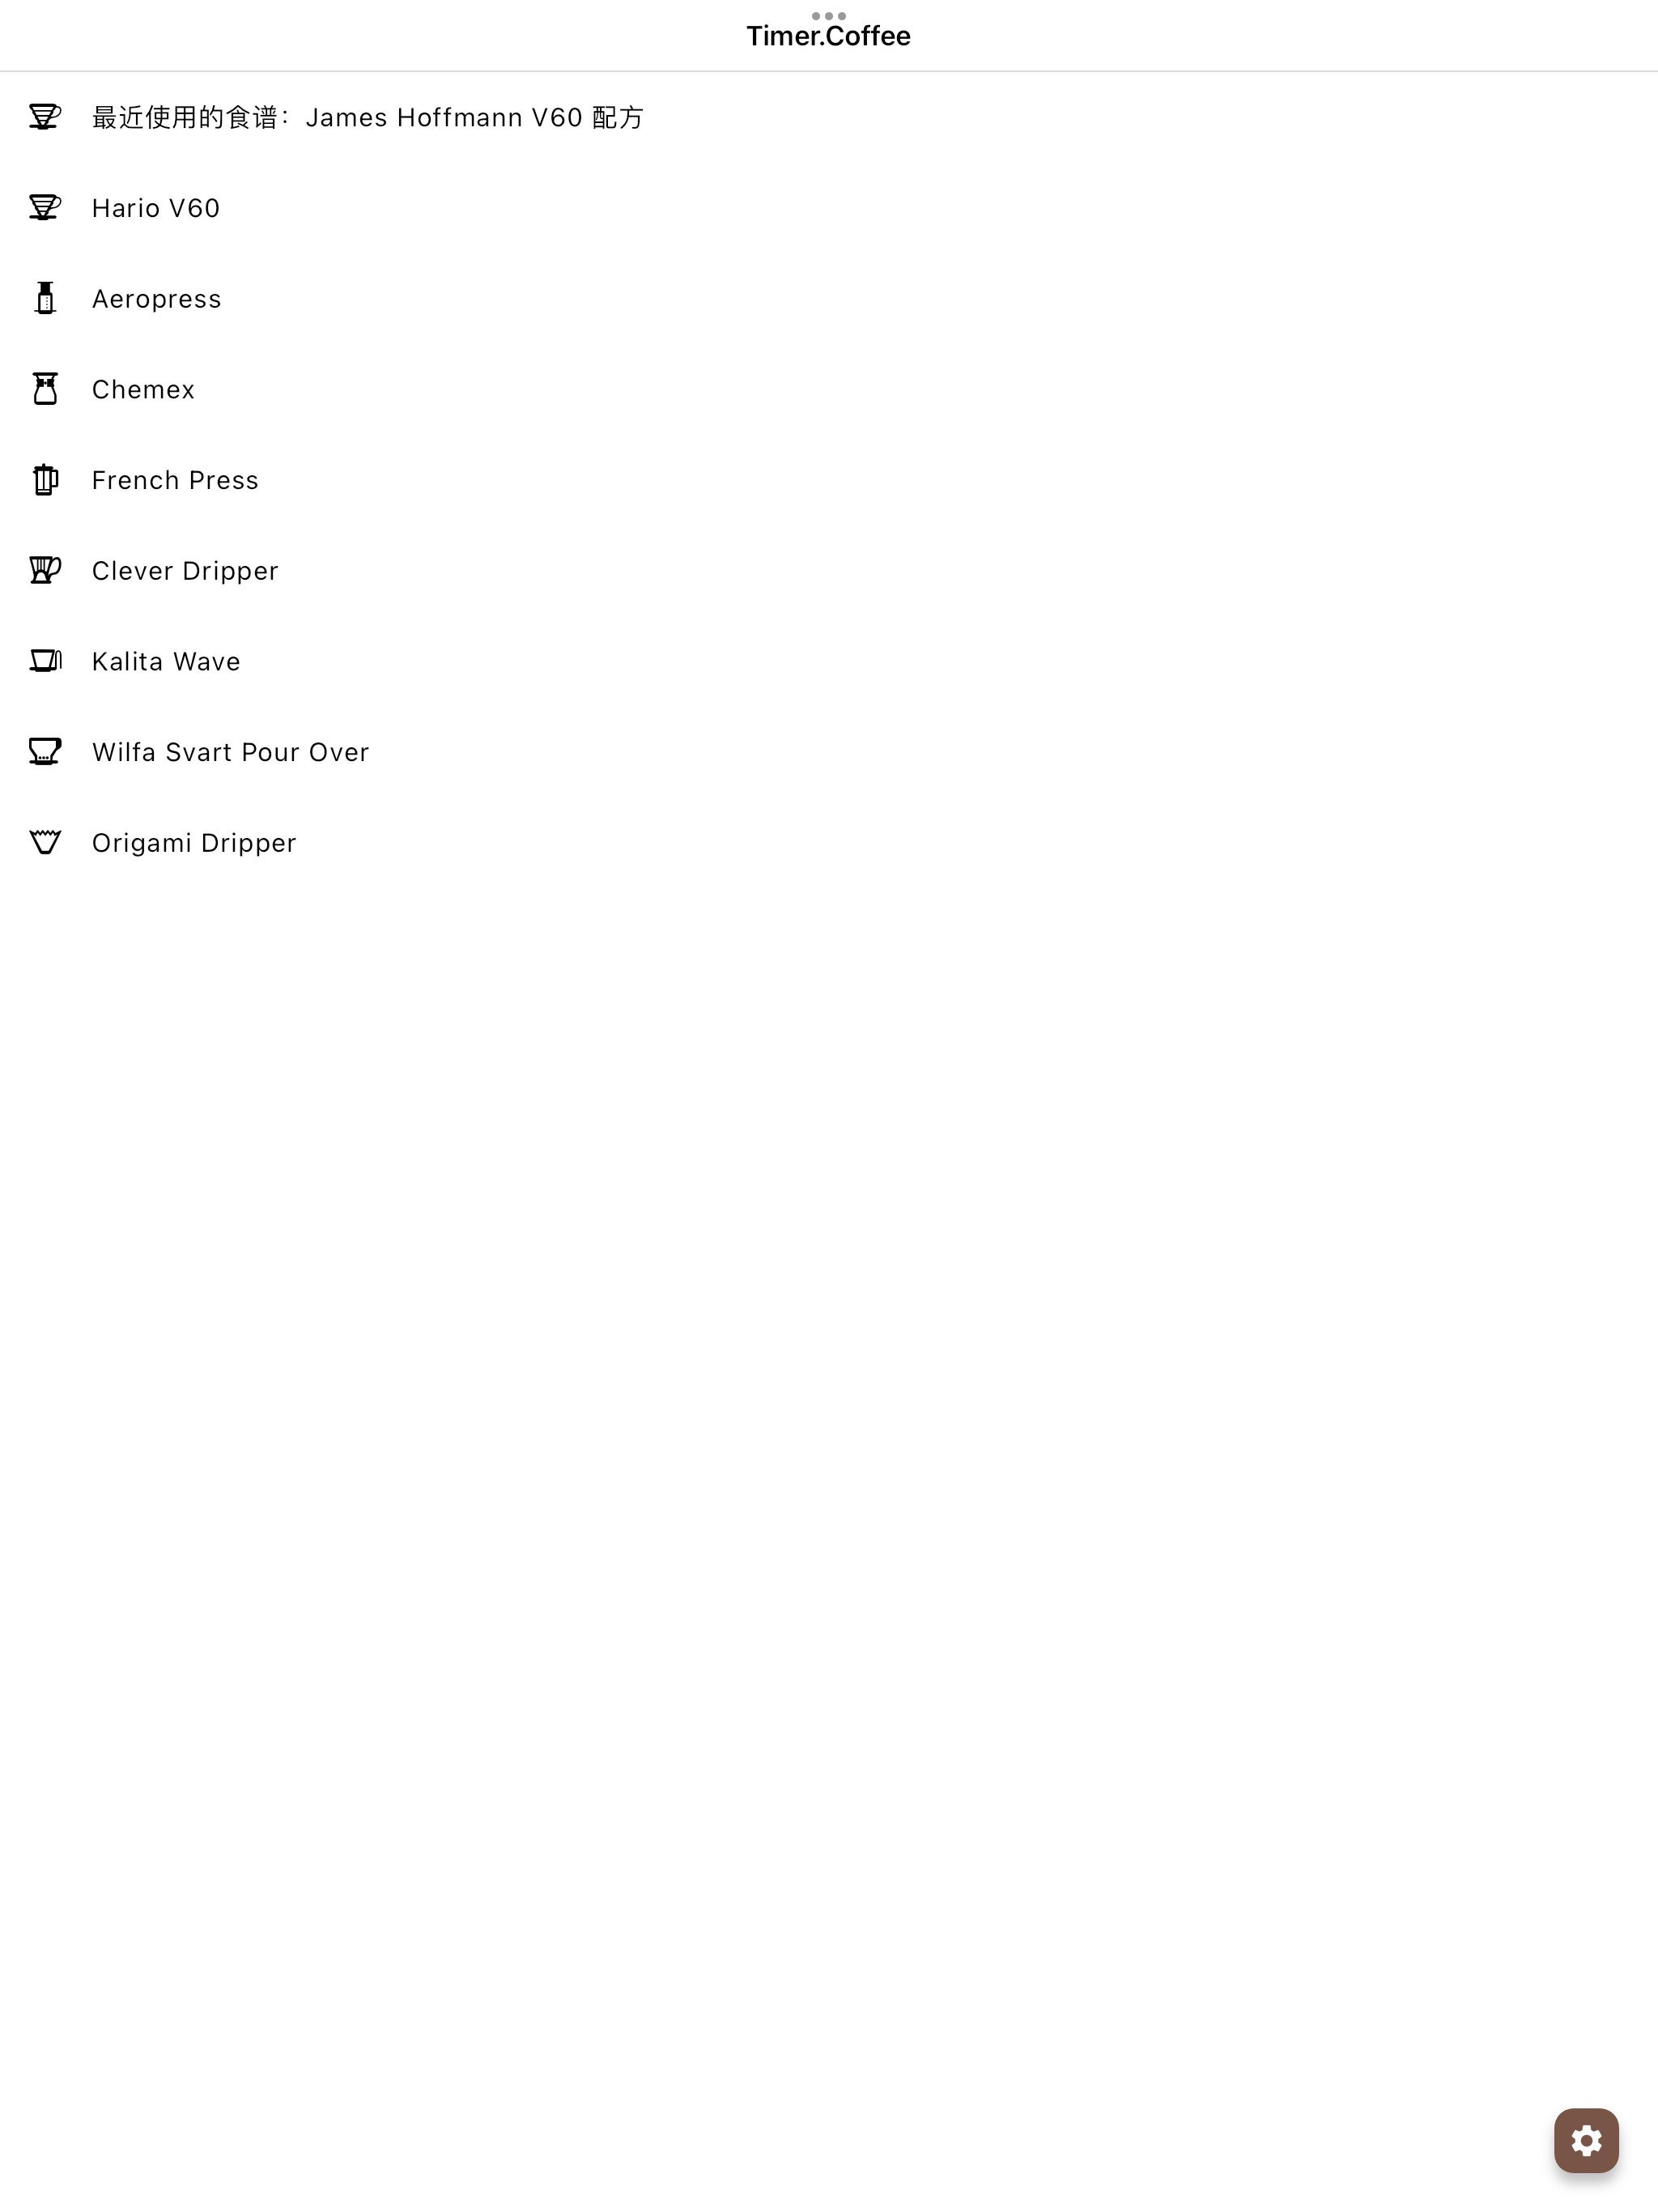 Timer.Coffee
最近使用的食谱：James Hoffmann V60 配方
Hario V60
Aeropress
Chemex
French Press
Clever Dripper
Kalita Wave
Wilfa Svart Pour Over
Origami Dripper